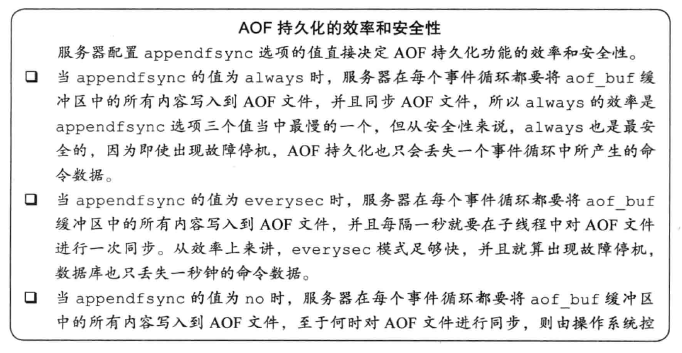 AOF 持久化的效率和安全性
服务器配置 appendfsync 选项的值直接决定 AOF 持久化功能的效率和安全性。
❑ 当 appendfsync 的值为 always 时，服务器在每个事件循环都要将 aof_buf 缓
冲区中的所有内容写入到 AOF 文件，并且同步 AOF 文件，所以 always 的效率是
appendfsync 选项三个值当中最慢的一个，但从安全性来说，always 也是最安
全的，因为即使出现故障停机，AOF 持久化也只会丢失一个事件循环中所产生的命
令数据。
❑ 当 appendfsync 的值为 everysec 时，服务器在每个事件循环都要将 aof_buf
缓冲区中的所有内容写入到 AOF 文件，并且每隔一秒就要在子线程中对 AOF 文件
进行一次同步。从效率上来讲，everysec 模式足够快，并且就算出现故障停机，
数据库也只丢失一秒钟的命令数据。
❑ 当 appendfsync 的值为 no 时，服务器在每个事件循环都要将 aof_buf 缓冲区
中的所有内容写入到 AOF 文件，至于何时对 AOF 文件进行同步，则由操作系统控